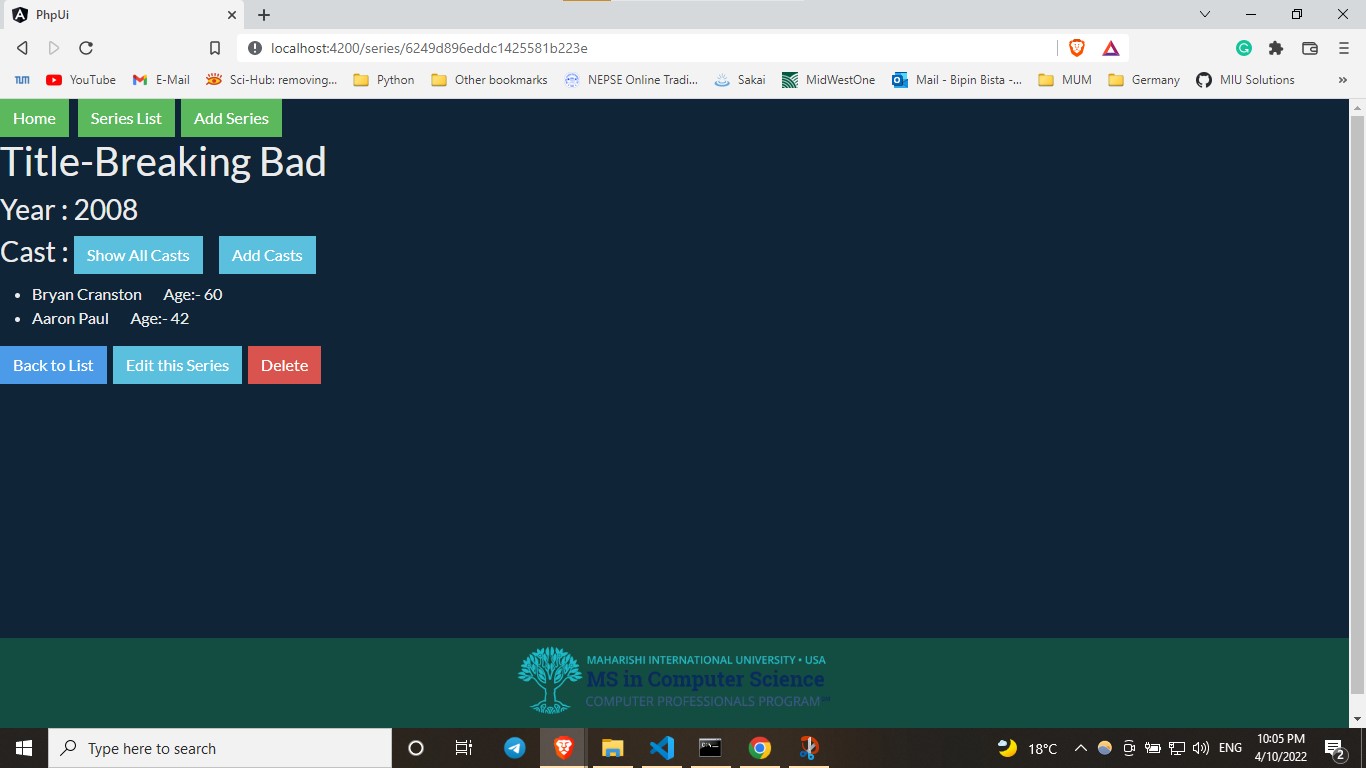 PhpUi
localhost:4200/series/6249d896eddc1425581b223e
TUM YouTube E-Mail Sci-Hub: removing... Python Other bookmarks NEPSE Online Tradi... Sakai MidWestOne Mail - Bipin Bista -... MUM Germany MIU Solutions »
Home Series List Add Series
Title-Breaking Bad
Year : 2008
Cast : Show All Casts Add Casts
• Bryan Cranston Age:- 60
• Aaron Paul Age:- 42
Back to List Edit this Series Delete
MAHARISHI INTERNATIONAL UNIVERSITY • USA
MS in Computer Science
COMPUTER PROFESSIONALS PROGRAM
Type here to search
18°C ENG 10:05 PM
4/10/2022
2